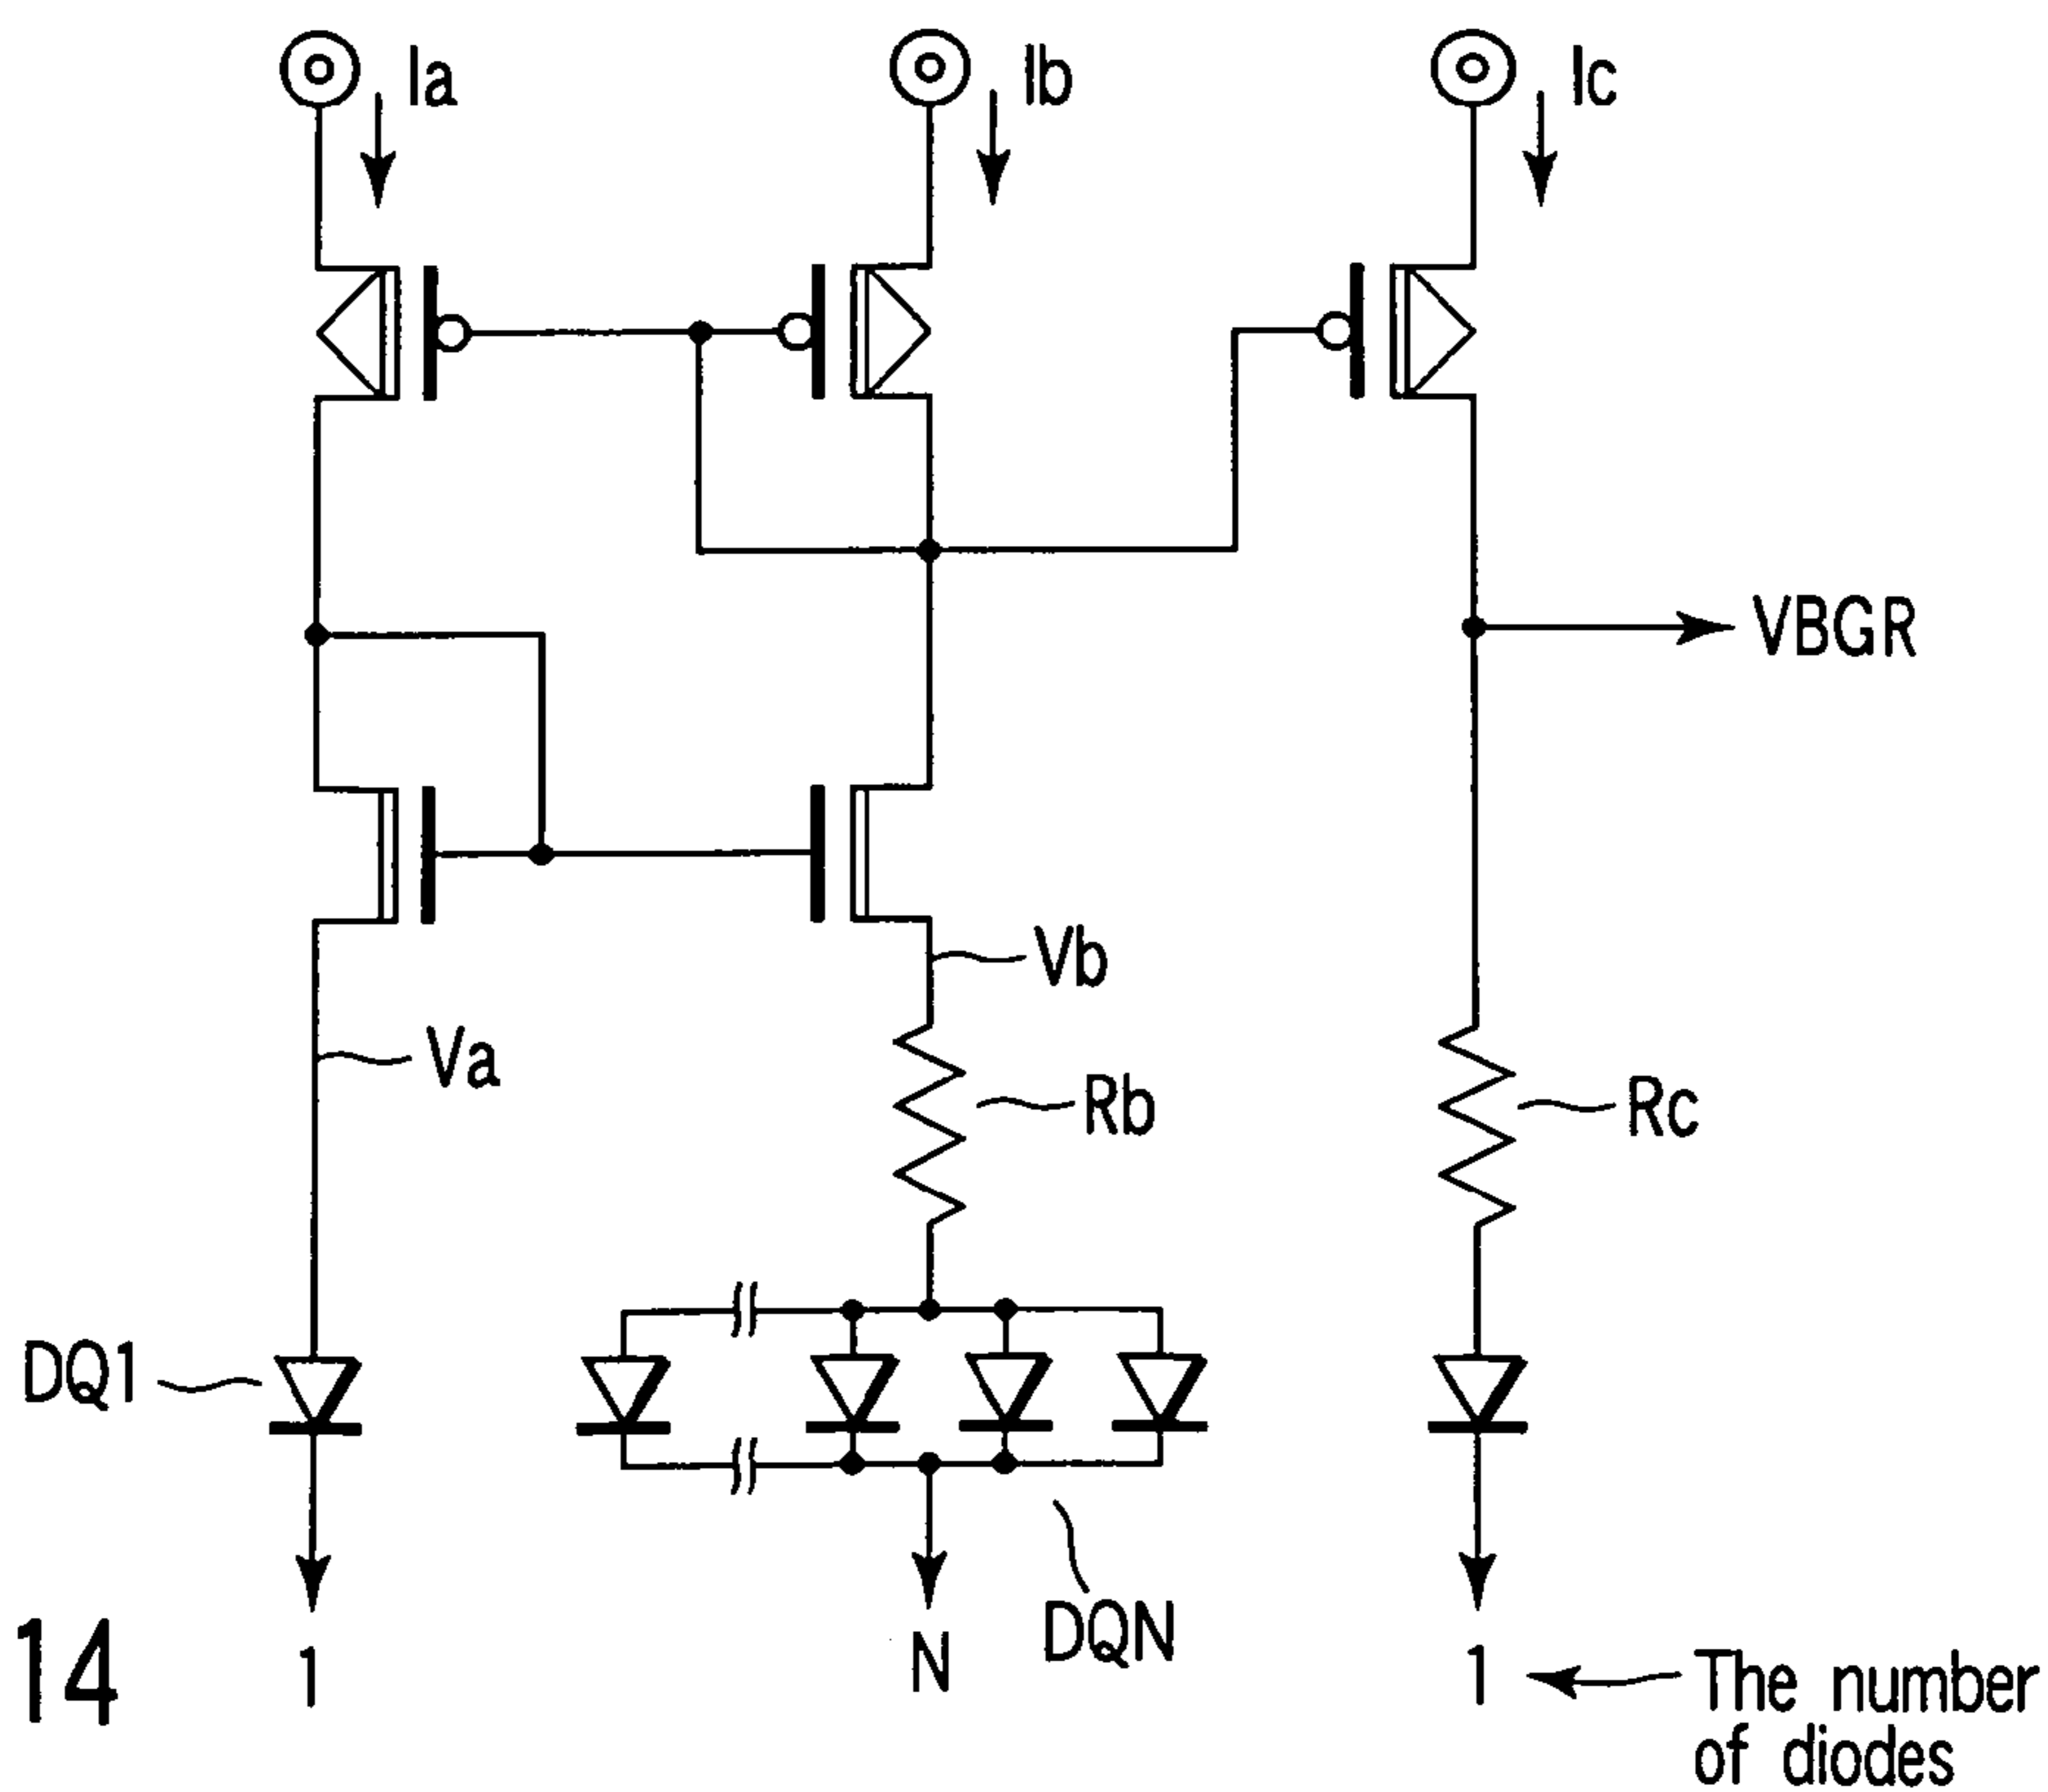 Ia
Ib
Ic
VBGR
Vb
Va
Rb
Rc
DQ1
DQN
14
1
N
1
The number
of diodes